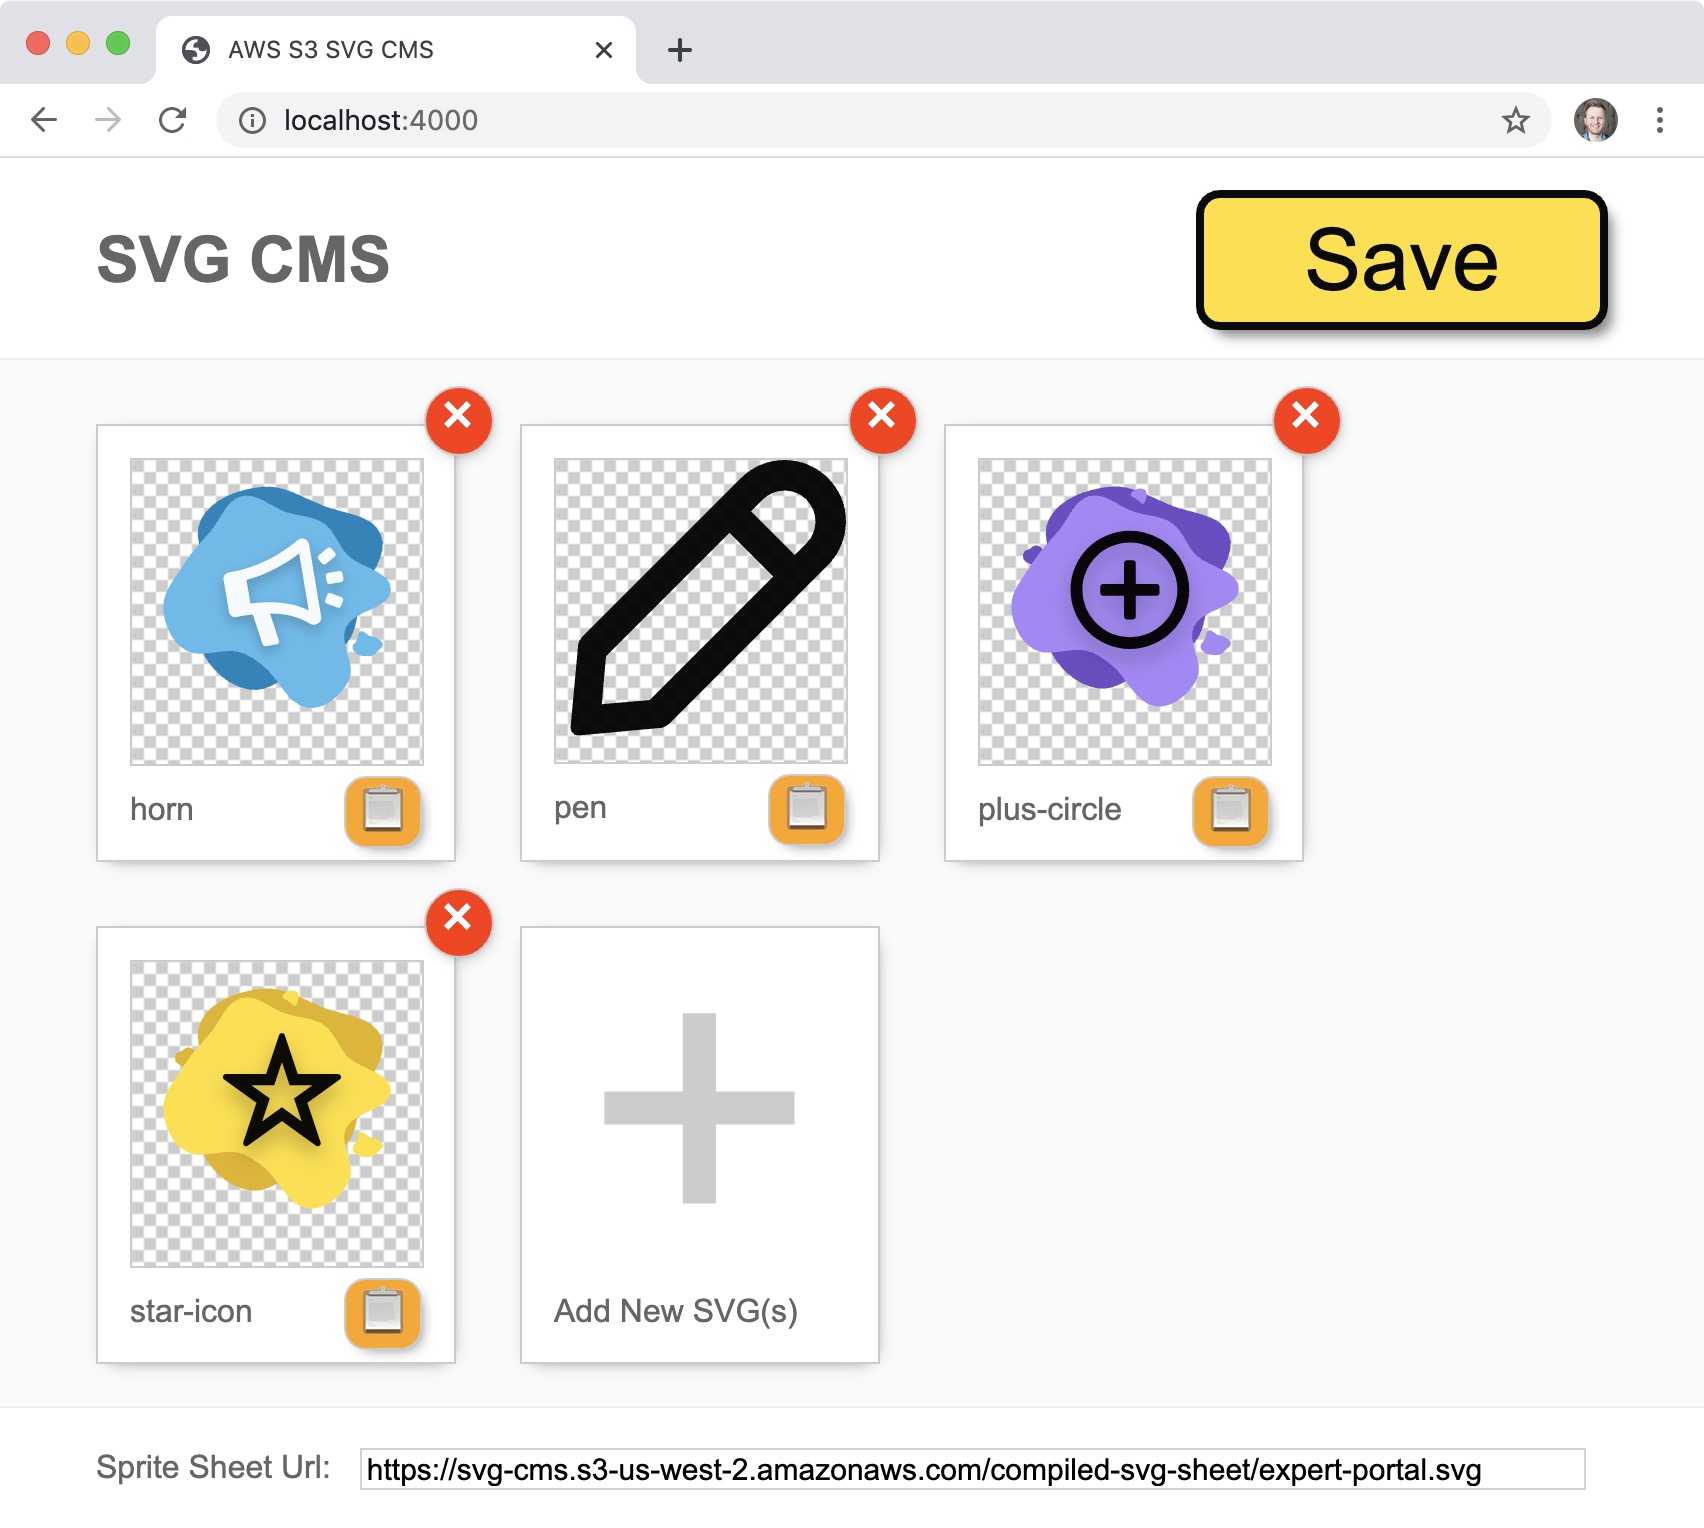 AWS S3 SVG CMS
localhost:4000
SVG CMS
Save
horn
pen
plus-circle
star-icon
Add New SVG(s)
Sprite Sheet Url:
https://svg-cms.s3-us-west-2.amazonaws.com/compiled-svg-sheet/expert-portal.svg